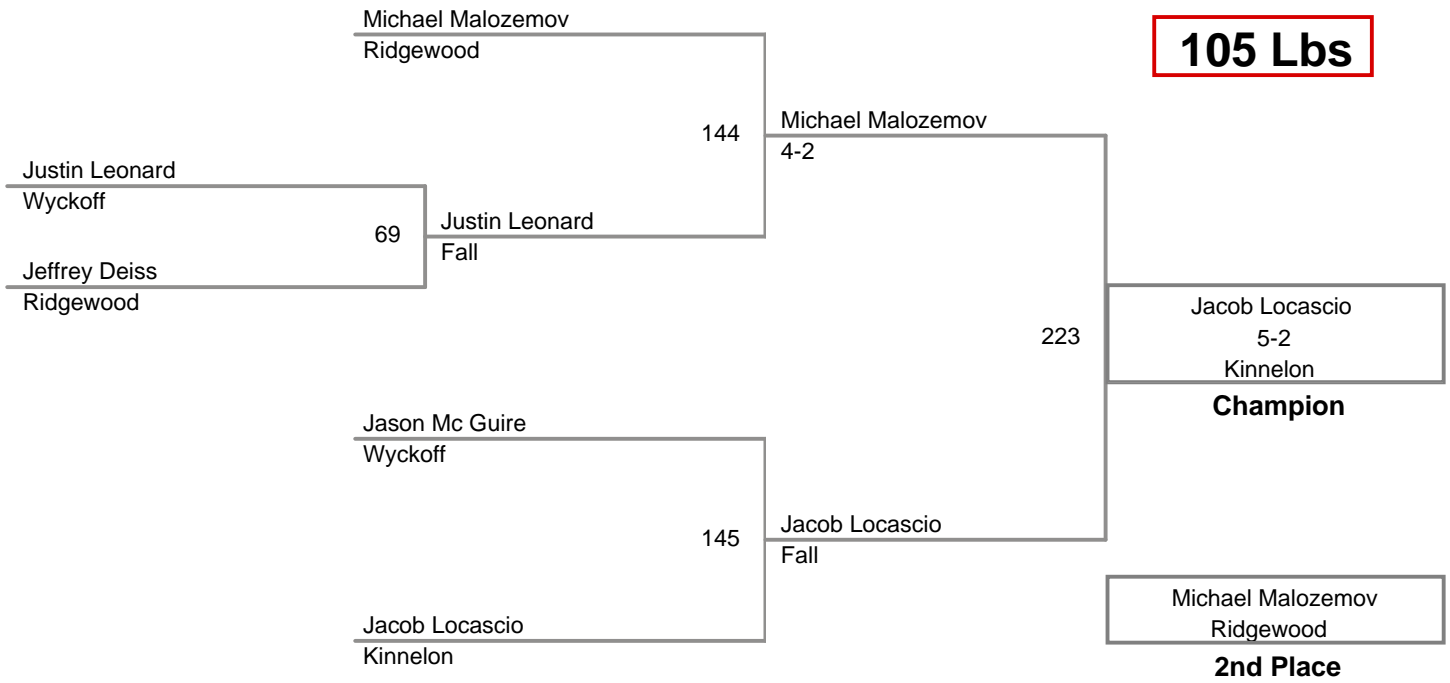 Michael Malozemov
Ridgewood
105 Lbs
144
Michael Malozemov
4-2
Justin Leonard
Wyckoff
69
Justin Leonard
Fall
Jeffrey Deiss
Ridgewood
223
Jacob Locascio
5-2
Kinnelon
Champion
Jason Mc Guire
Wyckoff
145
Jacob Locascio
Fall
Jacob Locascio
Kinnelon
Michael Malozemov
Ridgewood
2nd Place